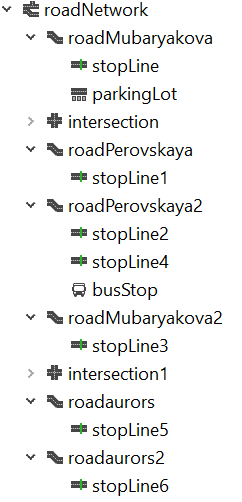 roadNetwork
roadMubaryakova
stopLine
parkingLot
intersection
roadPerovskaya
stopLine1
roadPerovskaya2
stopLine2
stopLine4
busStop
roadMubaryakova2
stopLine3
intersection1
roadaurors
stopLine5
roadaurors2
stopLine6